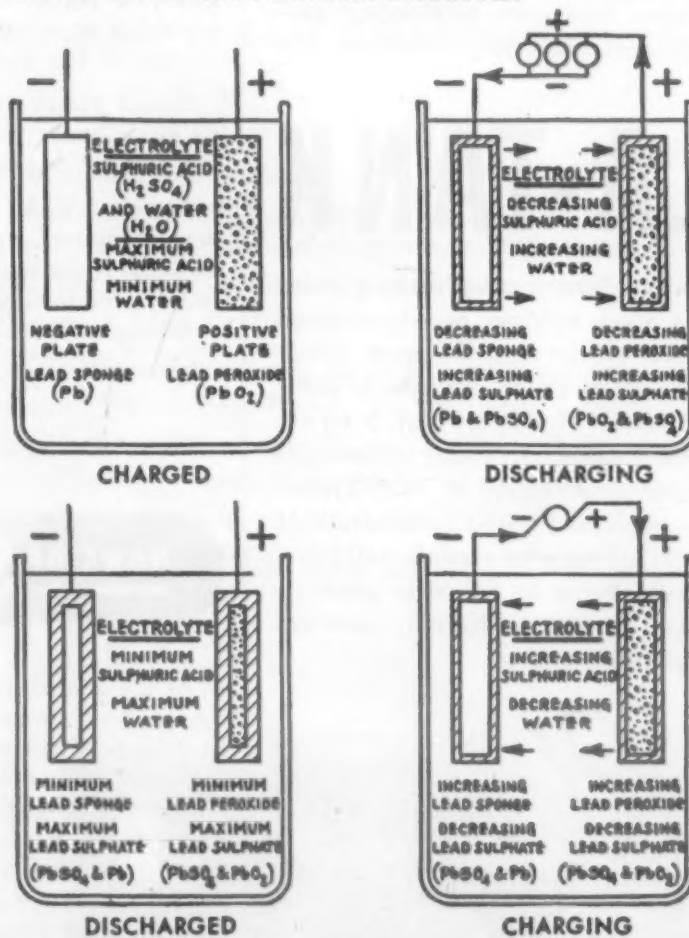 − +
ELECTROLYTE
SULPHURIC ACID
(H2 SO4)
AND WATER
(H2O)
MAXIMUM
SULPHURIC ACID
MINIMUM
WATER
NEGATIVE
PLATE
LEAD SPONGE
(Pb)
POSITIVE
PLATE
LEAD PEROXIDE
(PbO2)
CHARGED
+
−
− +
ELECTROLYTE
DECREASING
SULPHURIC ACID
INCREASING
WATER
DECREASING
LEAD SPONGE
INCREASING
LEAD SULPHATE
(Pb & PbSO4)
DECREASING
LEAD PEROXIDE
INCREASING
LEAD SULPHATE
(PbO2 & PbSO4)
DISCHARGING
− +
ELECTROLYTE
MINIMUM
SULPHURIC ACID
MAXIMUM
WATER
MINIMUM
LEAD SPONGE
MAXIMUM
LEAD SULPHATE
(PbSO4 & Pb)
MINIMUM
LEAD PEROXIDE
MAXIMUM
LEAD SULPHATE
(PbSO4 & PbO2)
DISCHARGED
− − + +
ELECTROLYTE
INCREASING
SULPHURIC ACID
DECREASING
WATER
INCREASING
LEAD SPONGE
DECREASING
LEAD SULPHATE
(PbSO4 & Pb)
INCREASING
LEAD PEROXIDE
DECREASING
LEAD SULPHATE
(PbSO4 & PbO2)
CHARGING